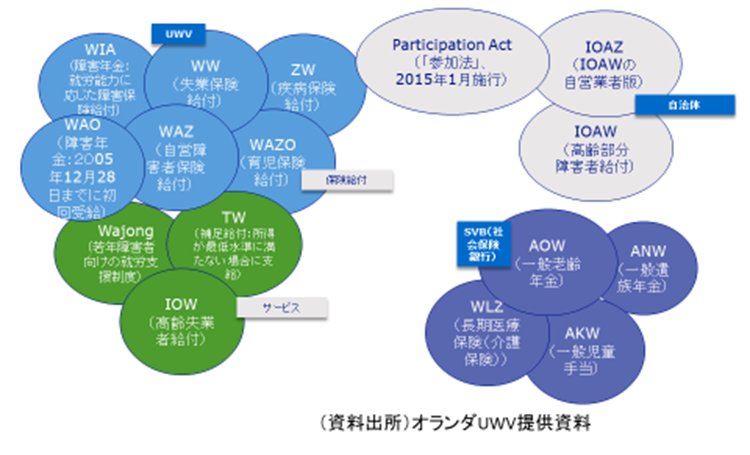 UWV
WIA
(障害年金:
就労能力に
応じた障害保
険給付)
WW
(失業保険
給付)
ZW
(疾病保険
給付)
WAO
(障害年
金:2005
年12月28
日までに初
回受給)
WAZ
(自営障
害者保険
給付)
WAZO
(育児保険
給付)
保険給付
Wajong
(若年障害者
向けの就労支
援制度)
TW
(補足給付:所得
が最低水準に満
たない場合に支
給)
IOW
(高齢失業
者給付)
サービス
Participation Act
(「参加法」、
2015年1月施行)
IOAZ
(IOAWの
自営業者版)
自治体
IOAW
(高齢部分
障害者給付)
SVB(社
会保険
銀行)
AOW
(一般老齢
年金)
ANW
(一般遺
族年金)
WLZ
(長期医療
保険(介護
保険))
AKW
(一般児童
手当)
(資料出所)オランダUWV提供資料